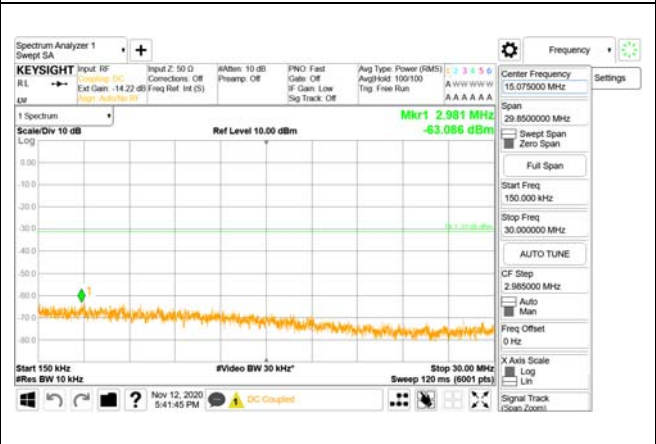 Spectrum Analyzer 1
Swept SA
+
Frequency
KEYSIGHT Input: RF Input Z: 50 Ω #Atten: 10 dB PNO: Fast Avg Type: Power (RMS) 1 2 3 4 5 6
RL Coupling: DC Corrections: Off Preamp: Off Gate: Off Avg|Hold: 100/100 A W W W W W
Ext Gain: -14.22 dB Freq Ref: Int (S) IF Gain: Low Trig: Free Run
Align: Auto/No RF Sig Track: Off A A A A A A
Center Frequency
15.075000 MHz
Settings
1 Spectrum
Mkr1 2.981 MHz
Scale/Div 10 dB Ref Level 10.00 dBm -63.086 dBm
Log
Span
29.8500000 MHz
Swept Span
Zero Span
Full Span
Start Freq
150.000 kHz
Stop Freq
30.000000 MHz
AUTO TUNE
CF Step
2.985000 MHz
Auto
Man
Freq Offset
0 Hz
X Axis Scale
Log
Lin
Signal Track
(Span Zoom)
0.00
-10.0
-20.0
-30.0
-40.0
-50.0
-60.0
-70.0
-80.0
1
Start 150 kHz #Video BW 30 kHz* Stop 30.00 MHz
#Res BW 10 kHz Sweep 120 ms (6001 pts)
? Nov 12, 2020
5:41:45 PM
1 DC Coupled